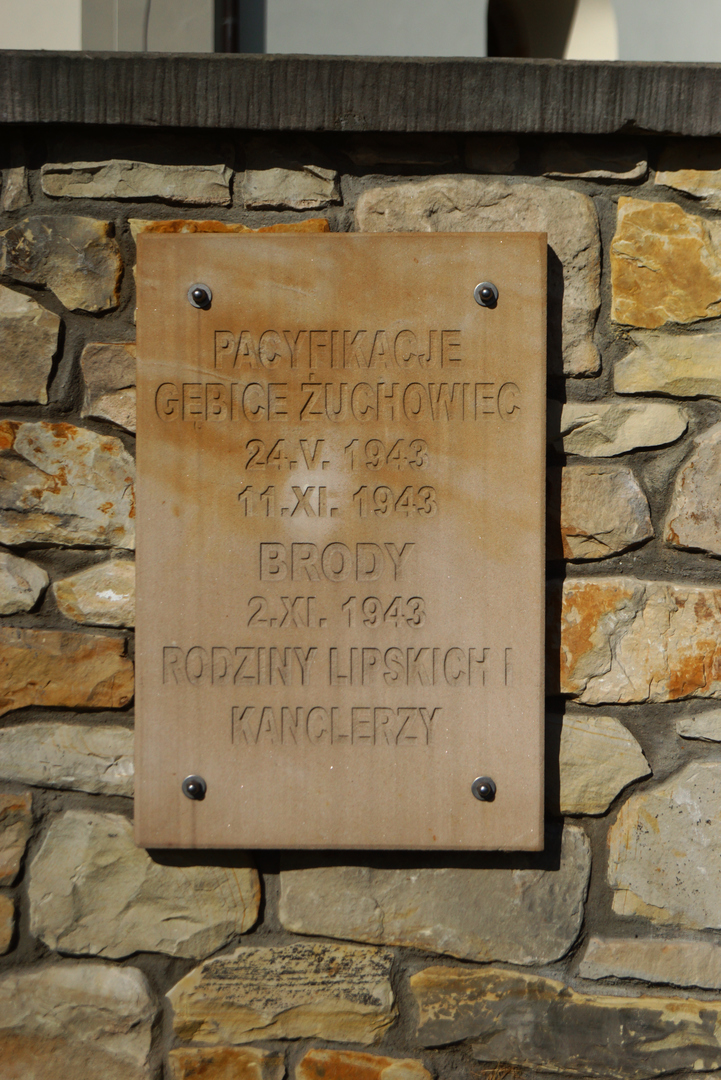 PACYFIKACJE
GĘBICE ŻUCHOWIEC
24.V. 1943
11.XI. 1943
BRODY
2.XI. 1943
RODZINY LIPSKICH I
KANCLERZY